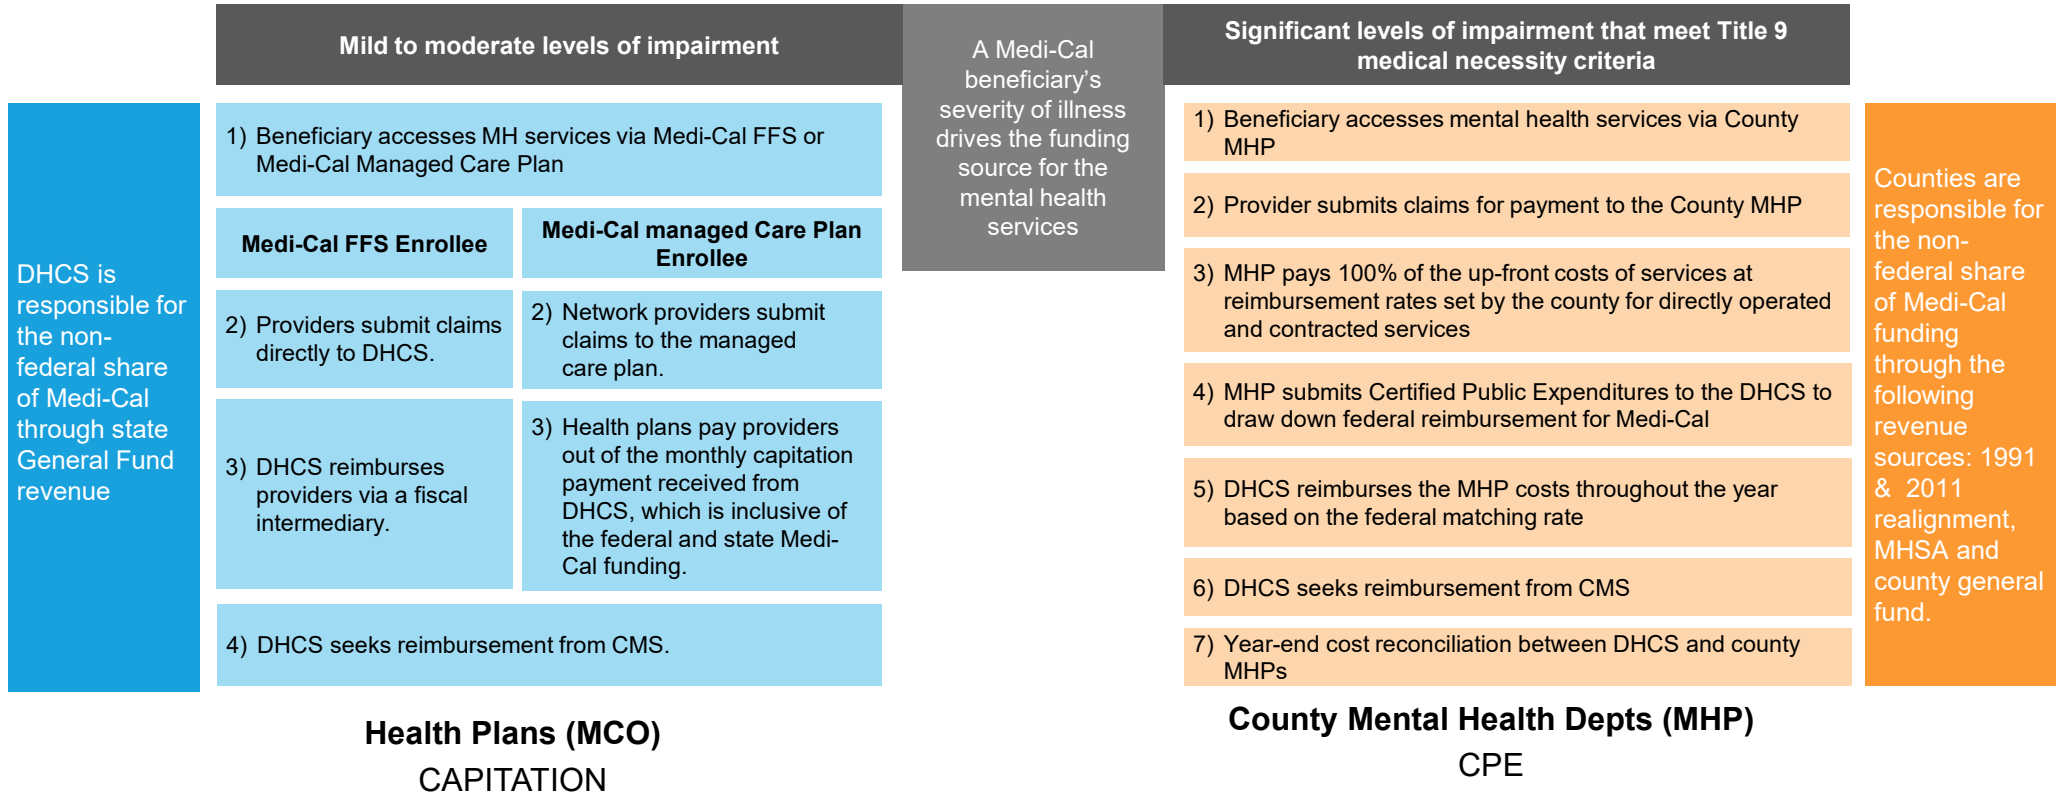 Mild to moderate levels of impairment
A Medi-Cal
beneficiary’s
severity of illness
drives the funding
source for the
mental health
services
Significant levels of impairment that meet Title 9
medical necessity criteria
DHCS is
responsible for
the non-
federal share
of Medi-Cal
through state
General Fund
revenue
1) Beneficiary accesses MH services via Medi-Cal FFS or
Medi-Cal Managed Care Plan
Medi-Cal FFS Enrollee
Medi-Cal managed Care Plan
Enrollee
2) Providers submit claims
directly to DHCS.
2) Network providers submit
claims to the managed
care plan.
3) DHCS reimburses
providers via a fiscal
intermediary.
3) Health plans pay providers
out of the monthly capitation
payment received from
DHCS, which is inclusive of
the federal and state Medi-
Cal funding.
4) DHCS seeks reimbursement from CMS.
Health Plans (MCO)
CAPITATION
1) Beneficiary accesses mental health services via County
MHP
2) Provider submits claims for payment to the County MHP
3) MHP pays 100% of the up-front costs of services at
reimbursement rates set by the county for directly operated
and contracted services
4) MHP submits Certified Public Expenditures to the DHCS to
draw down federal reimbursement for Medi-Cal
5) DHCS reimburses the MHP costs throughout the year
based on the federal matching rate
6) DHCS seeks reimbursement from CMS
7) Year-end cost reconciliation between DHCS and county
MHPs
County Mental Health Depts (MHP)
CPE
Counties are
responsible for
the non-
federal share
of Medi-Cal
funding
through the
following
revenue
sources: 1991
& 2011
realignment,
MHSA and
county general
fund.